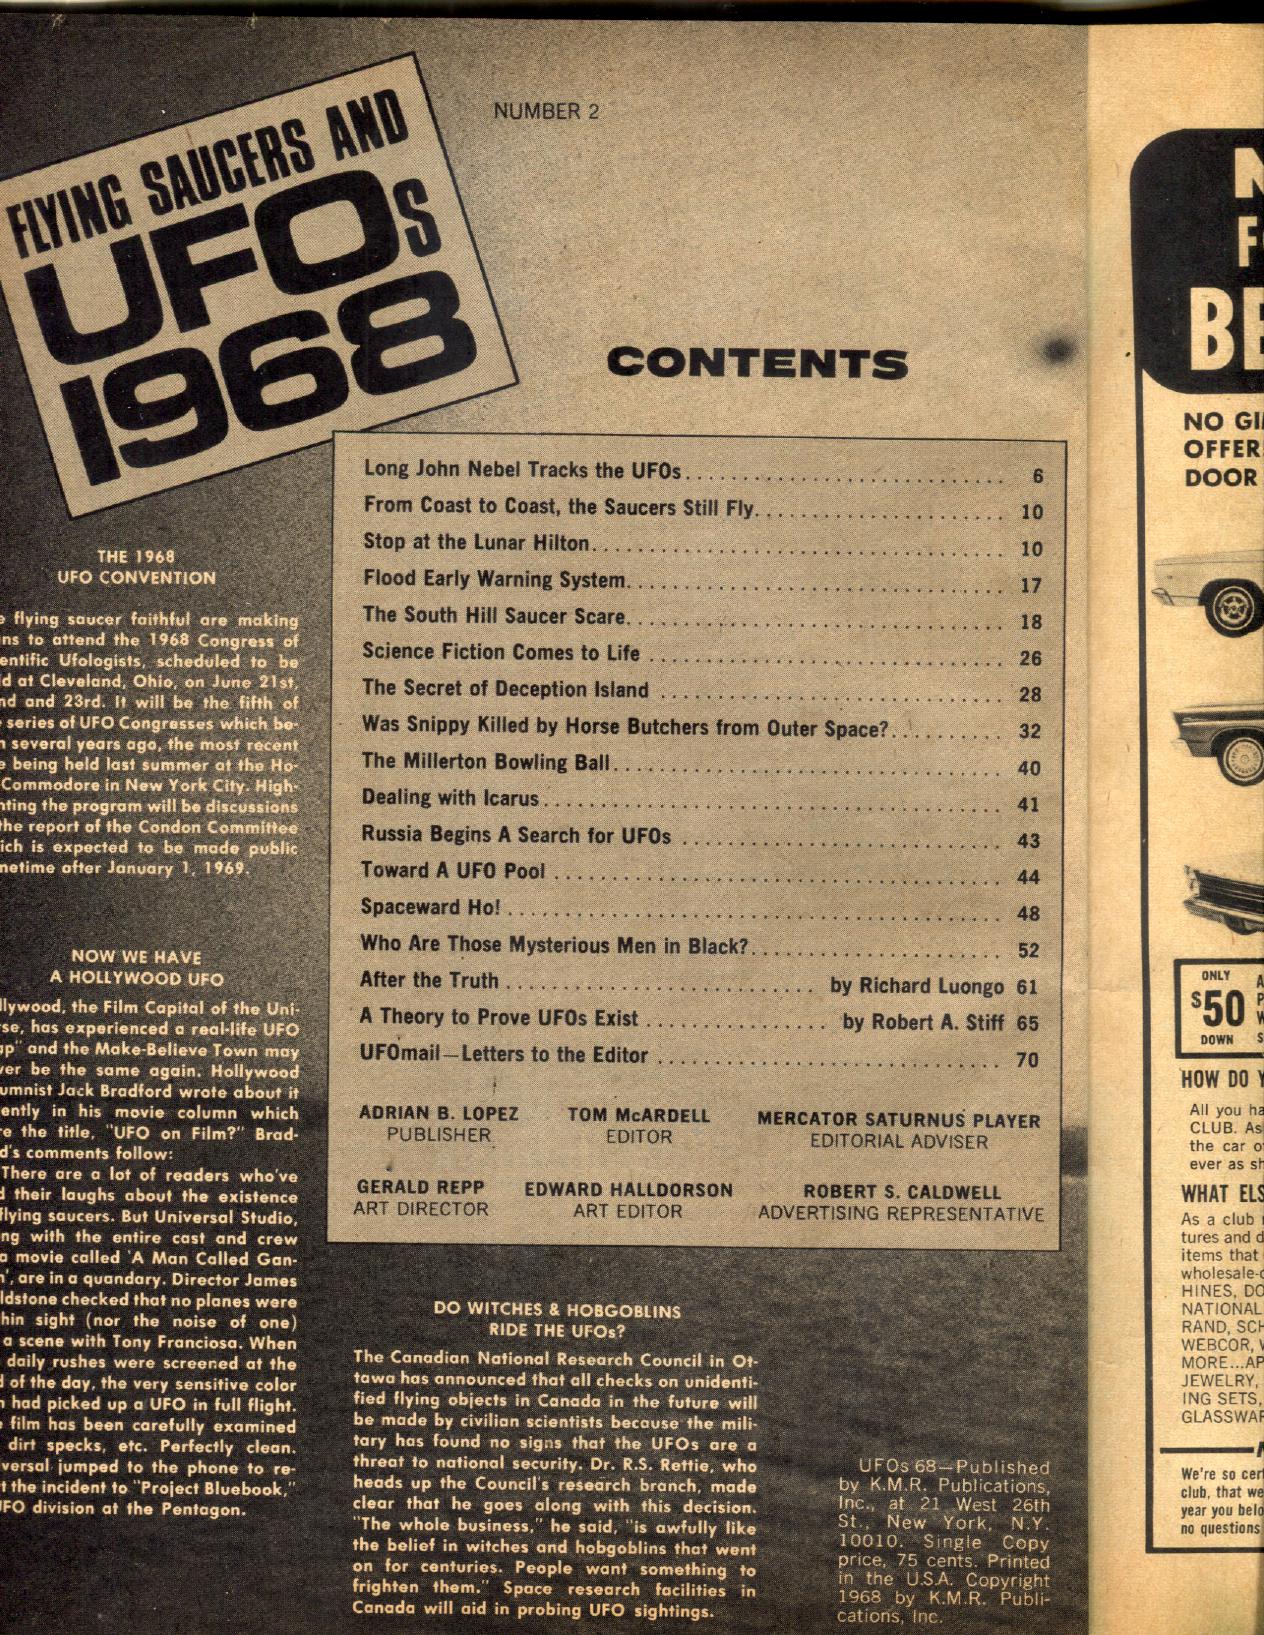 FLYING SAUCERS AND
UFOs
1968
NUMBER 2
CONTENTS
Long John Nebel Tracks the UFOs 6
From Coast to Coast, the Saucers Still Fly 10
Stop at the Lunar Hilton 10
Flood Early Warning System 17
The South Hill Saucer Scare 18
Science Fiction Comes to Life 26
The Secret of Deception Island 28
Was Snippy Killed by Horse Butchers from Outer Space? 32
The Millerton Bowling Ball 40
Dealing with Icarus 41
Russia Begins A Search for UFOs 43
Toward A UFO Pool 44
Spaceward Ho! 48
Who Are Those Mysterious Men in Black? 52
After the Truth by Richard Luongo 61
A Theory to Prove UFOs Exist by Robert A. Stiff 65
UFOmail—Letters to the Editor 70
ADRIAN B. LOPEZ
PUBLISHER
TOM McARDELL
EDITOR
MERCATOR SATURNUS PLAYER
EDITORIAL ADVISER
GERALD REPP
ART DIRECTOR
EDWARD HALLDORSON
ART EDITOR
ROBERT S. CALDWELL
ADVERTISING REPRESENTATIVE
THE 1968
UFO CONVENTION
flying saucer faithful are making
to attend the 1968 Congress of
Ufologists, scheduled to be
at Cleveland, Ohio, on June 21st,
and 23rd. It will be the fifth of
series of UFO Congresses which be-
several years ago, the most recent
being held last summer at the Ho-
Commodore in New York City. High-
the program will be discussions
the report of the Condon Committee
is expected to be made public
after January 1, 1969.
NOW WE HAVE
A HOLLYWOOD UFO
the Film Capital of the Uni-
has experienced a real-life UFO
and the Make-Believe Town may
be the same again. Hollywood
Jack Bradford wrote about it
in his movie column which
the title, "UFO on Film?" Brad-
comments follow:
There are a lot of readers who've
their laughs about the existence
flying saucers. But Universal Studio,
with the entire cast and crew
a movie called 'A Man Called Gan-
are in a quandary. Director James
checked that no planes were
sight (nor the noise of one)
a scene with Tony Franciosa. When
daily rushes were screened at the
of the day, the very sensitive color
had picked up a UFO in full flight.
film has been carefully examined
dirt specks, etc. Perfectly clean.
jumped to the phone to re-
the incident to "Project Bluebook,"
UFO division at the Pentagon.
DO WITCHES & HOBGOBLINS
RIDE THE UFOs?
The Canadian National Research Council in Ot-
tawa has announced that all checks on unidenti-
fied flying objects in Canada in the future will
be made by civilian scientists because the mili-
tary has found no signs that the UFOs are a
threat to national security. Dr. R.S. Rettie, who
heads up the Council's research branch, made
clear that he goes along with this decision.
"The whole business," he said, "is awfully like
the belief in witches and hobgoblins that went
on for centuries. People want something to
frighten them." Space research facilities in
Canada will aid in probing UFO sightings.
UFOs 68—Published
by K.M.R. Publications,
Inc., at 21 West 26th
St., New York, N.Y.
10010. Single Copy
price, 75 cents. Printed
in the U.S.A. Copyright
1968 by K.M.R. Publi-
cations, Inc.
NO
OFFER
DOOR
ONLY
$50
DOWN
HOW DO
All you
CLUB.
the car
ever as
WHAT
As a club
tures and
items that
wholesale-
HINES,
NATIONAL
RAND,
WEBCOR,
MORE...
JEWELRY,
ING SETS,
We're so
club, that we
year you
no questions